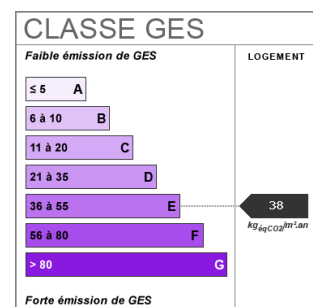 CLASSE GES
Faible émission de GES
LOGEMENT
≤ 5 A
6 à 10 B
11 à 20 C
21 à 35 D
36 à 55 E
38
kgéqCO2/m².an
56 à 80 F
> 80 G
Forte émission de GES